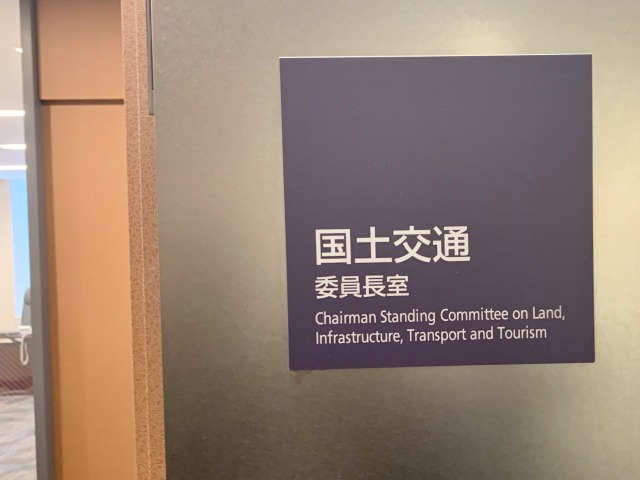 国土交通
委員長室
Chairman Standing Committee on Land,
Infrastructure, Transport and Tourism